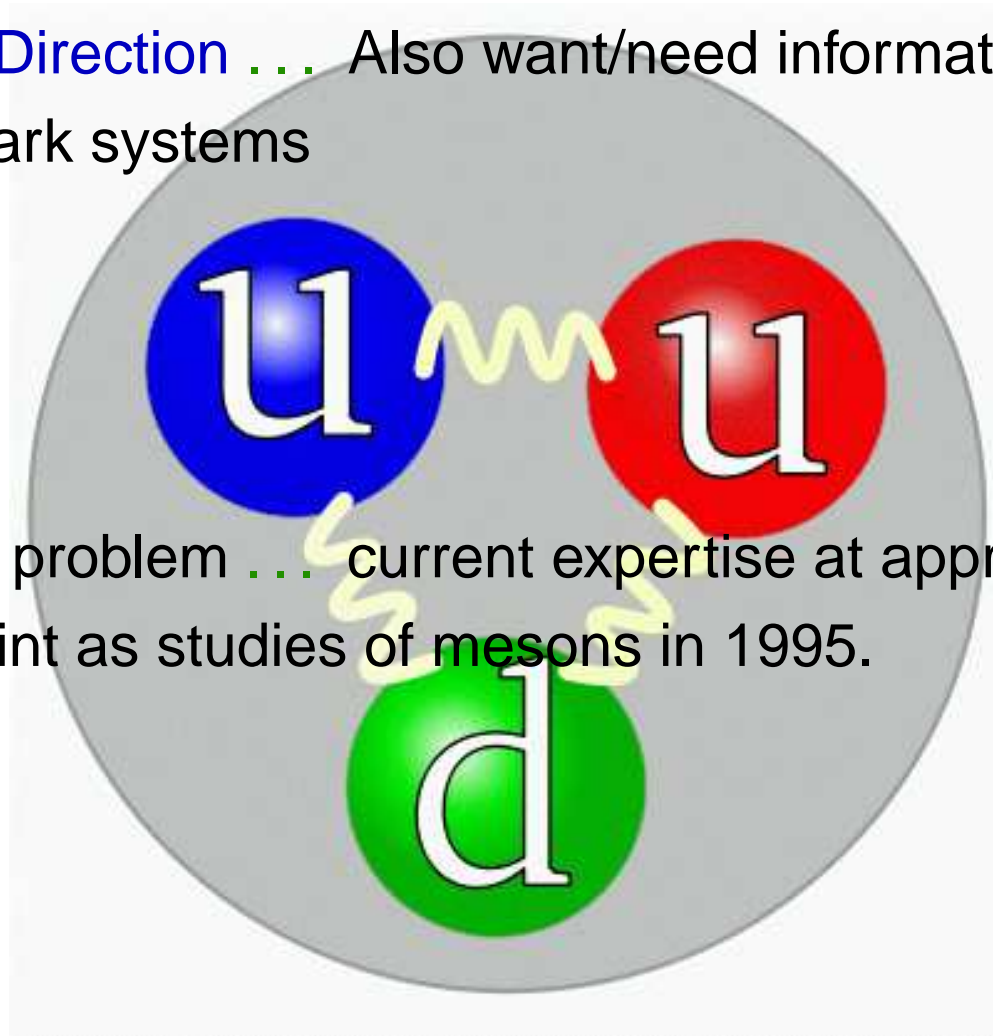 Direction ... Also want/need informat
ark systems
u
u
problem ... current expertise at appr
int as studies of mesons in 1995.
d